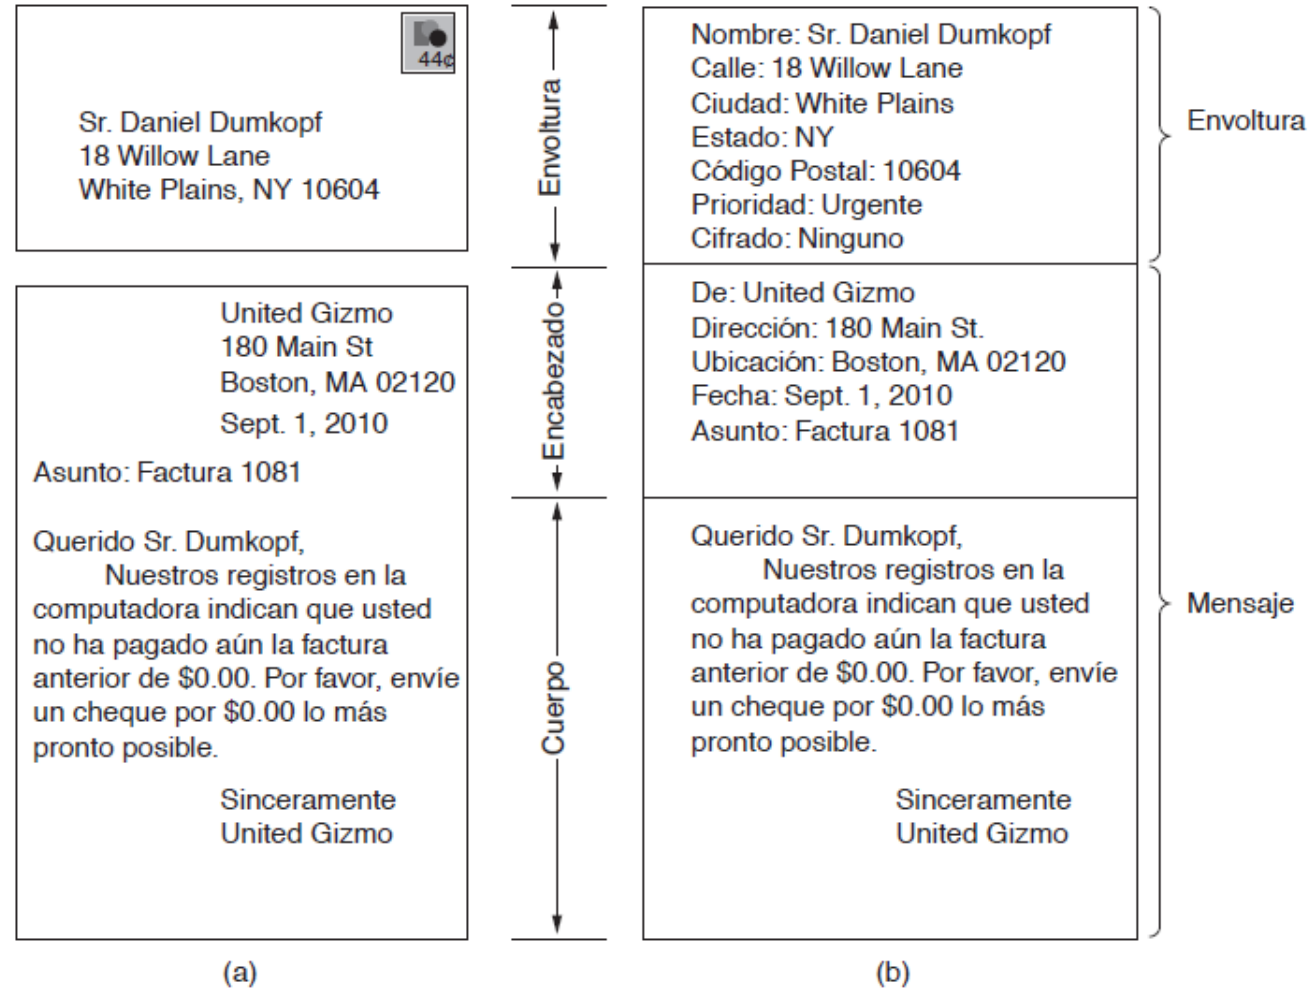 44¢
Sr. Daniel Dumkopf
18 Willow Lane
White Plains, NY 10604
United Gizmo
180 Main St
Boston, MA 02120
Sept. 1, 2010
Asunto: Factura 1081
Querido Sr. Dumkopf,
Nuestros registros en la
computadora indican que usted
no ha pagado aún la factura
anterior de $0.00. Por favor, envíe
un cheque por $0.00 lo más
pronto posible.
Sinceramente
United Gizmo
(a)
Envoltura
Encabezado
Cuerpo
Nombre: Sr. Daniel Dumkopf
Calle: 18 Willow Lane
Ciudad: White Plains
Estado: NY
Código Postal: 10604
Prioridad: Urgente
Cifrado: Ninguno
De: United Gizmo
Dirección: 180 Main St.
Ubicación: Boston, MA 02120
Fecha: Sept. 1, 2010
Asunto: Factura 1081
Querido Sr. Dumkopf,
Nuestros registros en la
computadora indican que usted
no ha pagado aún la factura
anterior de $0.00. Por favor, envíe
un cheque por $0.00 lo más
pronto posible.
Sinceramente
United Gizmo
(b)
Envoltura
Mensaje